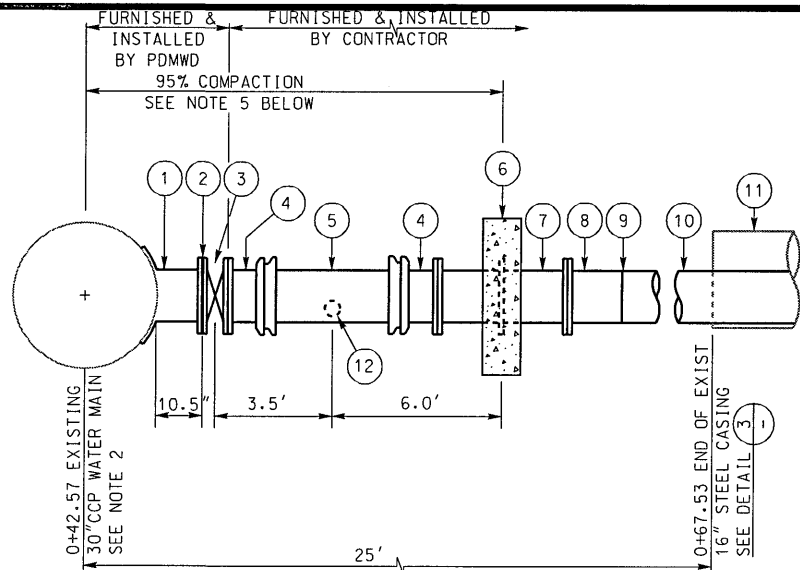 FURNISHED &
INSTALLED
BY PDMWD
FURNISHED & INSTALLED
BY CONTRACTOR
95% COMPACTION
SEE NOTE 5 BELOW
1
2
3
4
5
4
6
7
8
9
10
11
12
10.5"
3.5'
6.0'
0+42.57 EXISTING
30"CCP WATER MAIN
SEE NOTE 2
0+67.53 END OF EXIST
16" STEEL CASING
SEE DETAIL 3
-
25'